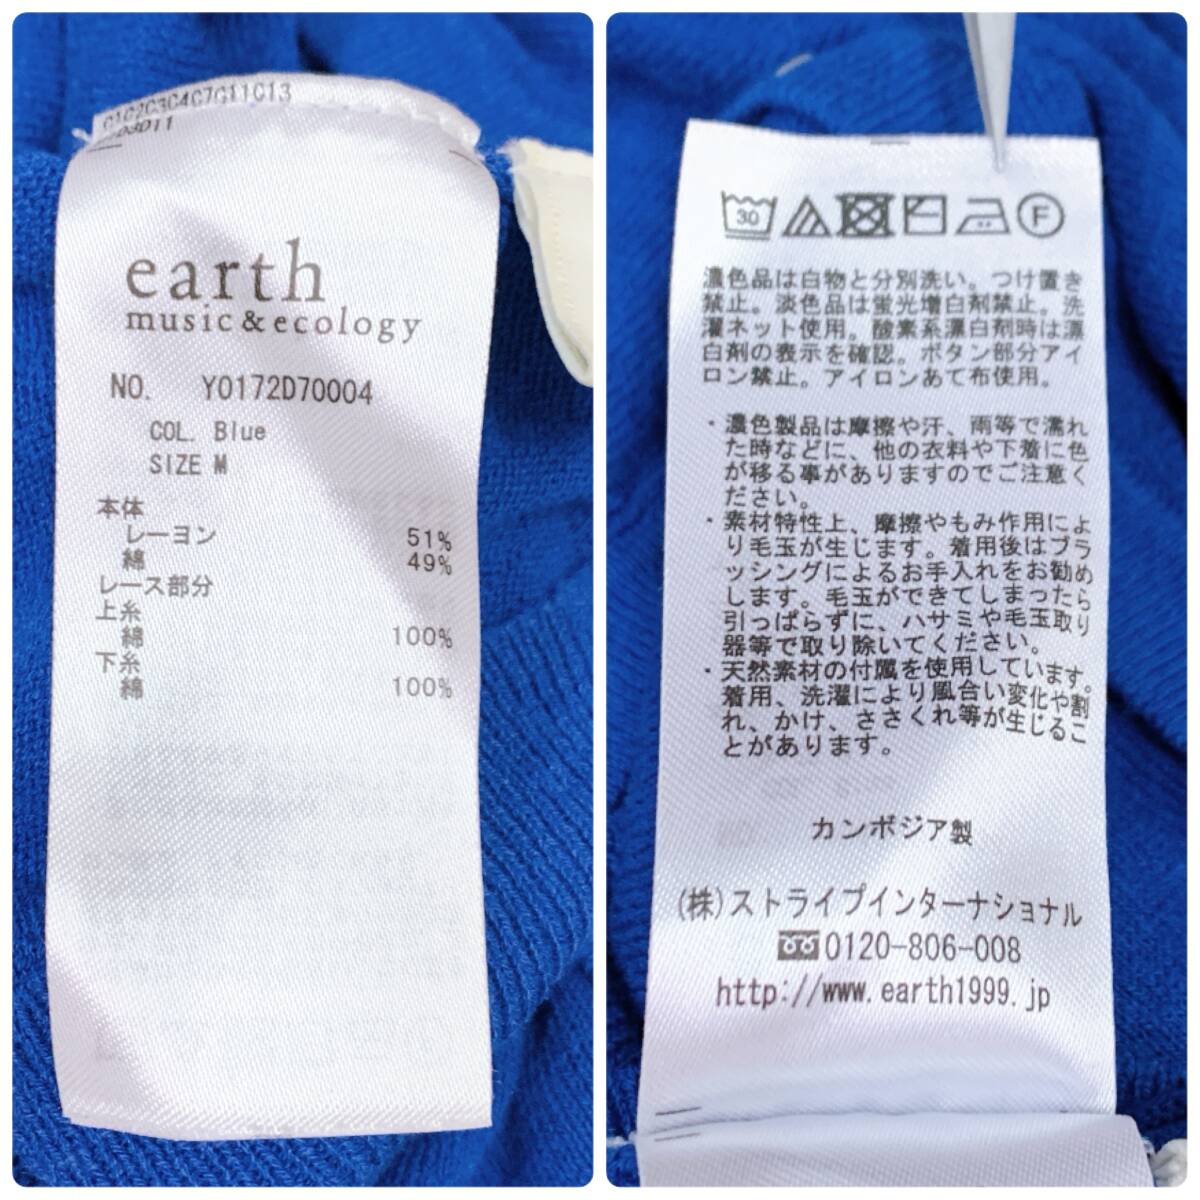 C1C2C3C4C7C11C13
earth
music&ecology
NO. Y0172D70004
COL. Blue
SIZE M
本体
レーヨン 51%
綿 49%
レース部分
上糸
綿 100%
下糸
綿 100%
30
F
濃色品は白物と分別洗い。つけ置き
禁止。淡色品は蛍光増白剤禁止。洗
濯ネット使用。酸素系漂白剤時は漂
白剤の表示を確認。ボタン部分アイ
ロン禁止。アイロンあて布使用。
・濃色製品は摩擦や汗、雨等で濡れ
た時などに、他の衣料や下着に色
が移る事がありますのでご注意く
ださい。
・素材特性上、摩擦やもみ作用によ
り毛玉が生じます。着用後はブラ
ッシングによるお手入れをお勧め
します。毛玉ができてしまったら
引っぱらずに、ハサミや毛玉取り
器等で取り除いてください。
・天然素材の付属を使用しています。
着用、洗濯により風合い変化や割
れ、かけ、ささくれ等が生じるこ
とがあります。
カンボジア製
(株)ストライプインターナショナル
0120-806-008
http://www.earth1999.jp